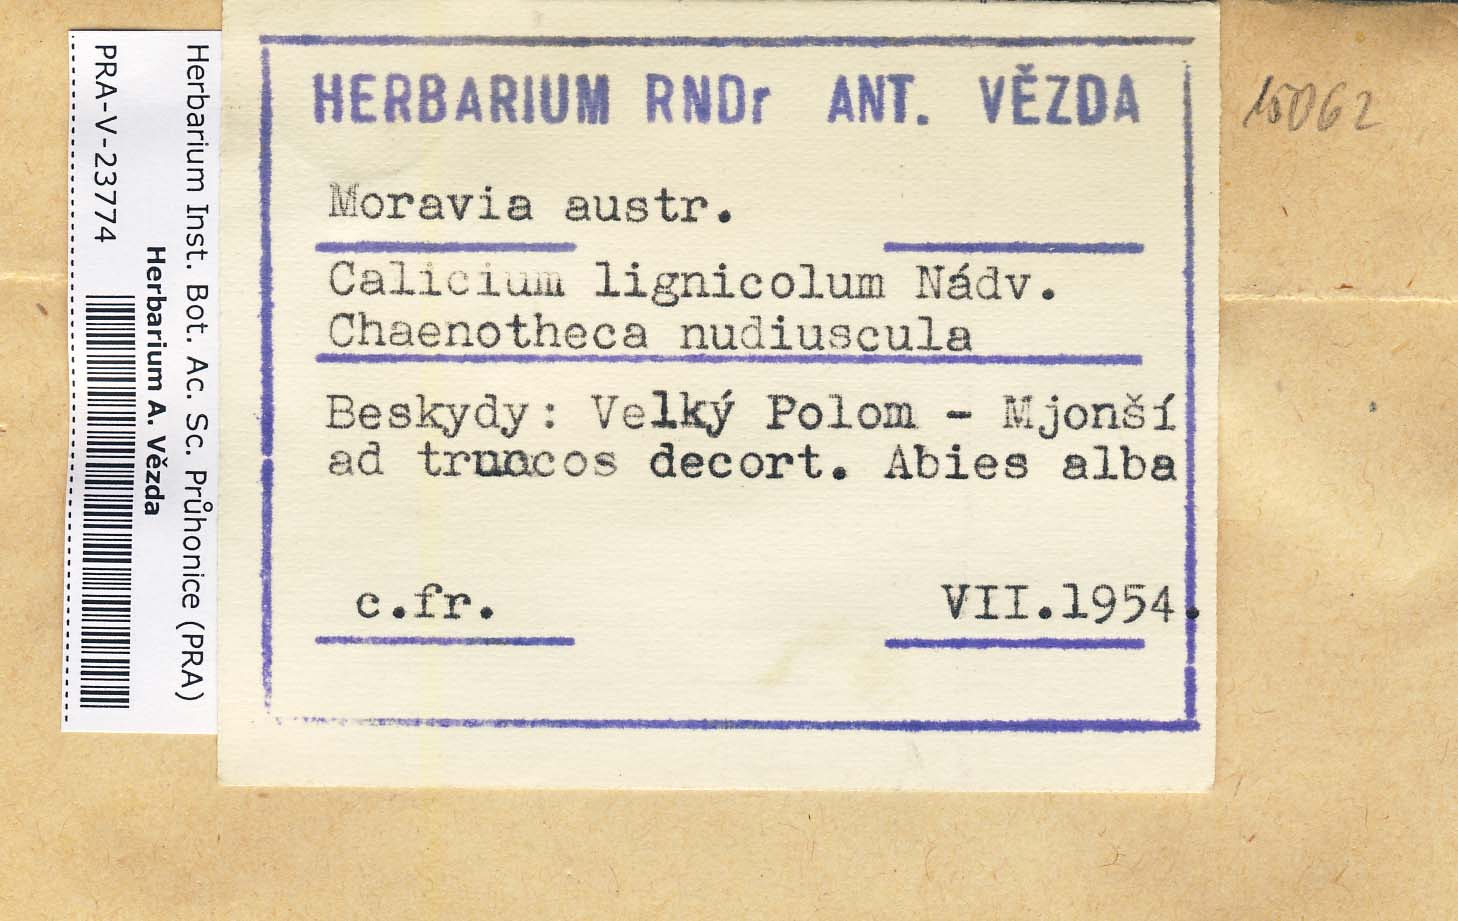 Herbarium Inst. Bot. Ac. Sc. Průhonice (PRA)
Herbarium A. Vězda
PRA-V-23774
HERBARIUM RNDr ANT. VĚZDA
Moravia austr.
Calicium lignicolum Nádv.
Chaenotheca nudiuscula
Beskydy: Velký Polom - Mjonší
ad truncos decort. Abies alba
c.fr. VII.1954.
15062